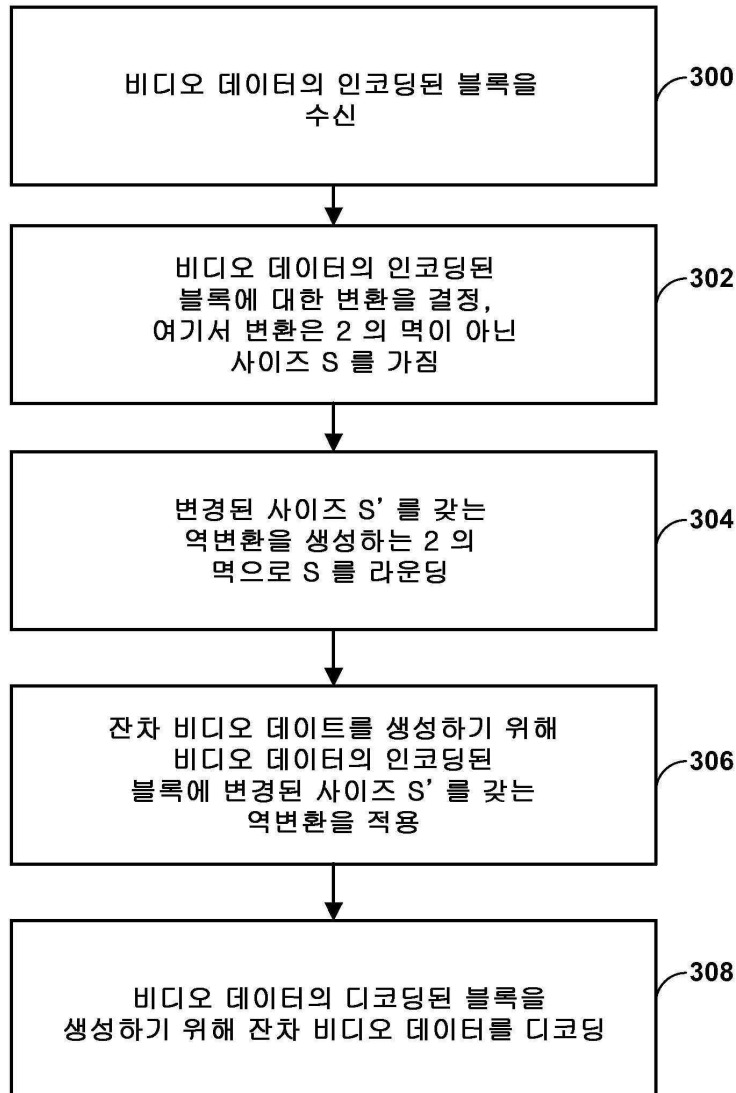 비디오 데이터의 인코딩된 블록을
수신
300
비디오 데이터의 인코딩된
블록에 대한 변환을 결정,
여기서 변환은 2 의 멱이 아닌
사이즈 S 를 가짐
302
변경된 사이즈 S' 를 갖는
역변환을 생성하는 2 의
멱으로 S 를 라운딩
304
잔차 비디오 데이트를 생성하기 위해
비디오 데이터의 인코딩된
블록에 변경된 사이즈 S' 를 갖는
역변환을 적용
306
비디오 데이터의 디코딩된 블록을
생성하기 위해 잔차 비디오 데이터를 디코딩
308